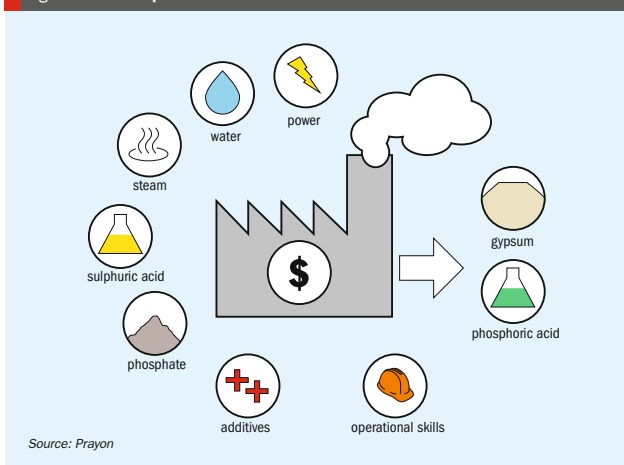 power
water
steam
sulphuric acid
phosphate
additives
operational skills
$
gypsum
phosphoric acid
Source: Prayon